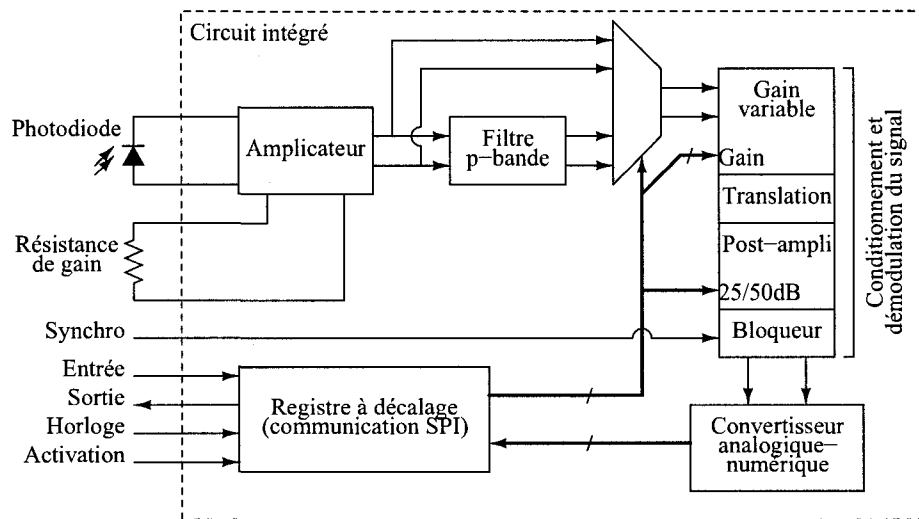 Circuit intégré
Photodiode
Amplicateur
Filtre
p-bande
Gain
variable
Gain
Translation
Post-ampli
25/50dB
Bloqueur
Conditionnement et
démodulation du signal
Résistance
de gain
Synchro
Entrée
Sortie
Horloge
Activation
Registre à décalage
(communication SPI)
Convertisseur
analogique-
numérique